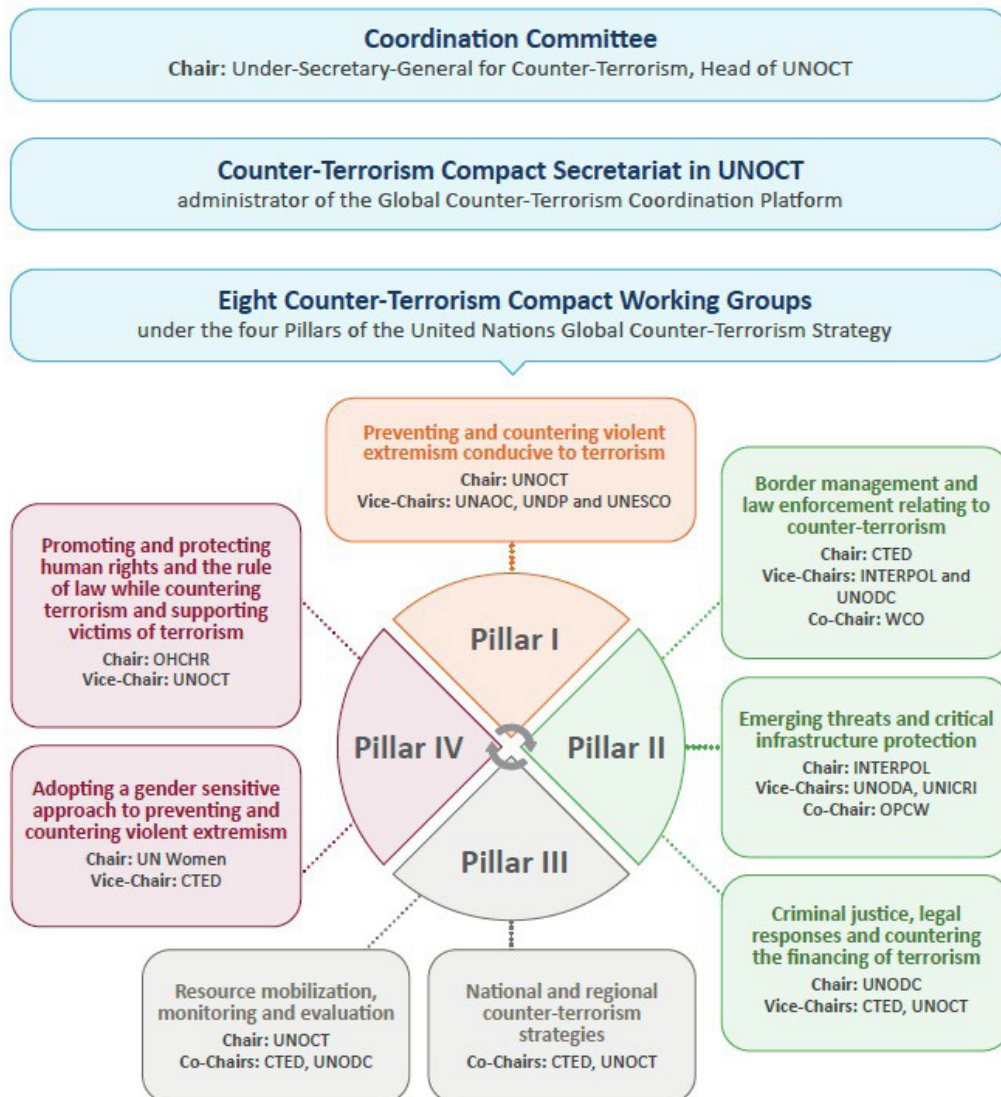 Coordination Committee
Chair: Under-Secretary-General for Counter-Terrorism, Head of UNOCT
Counter-Terrorism Compact Secretariat in UNOCT
administrator of the Global Counter-Terrorism Coordination Platform
Eight Counter-Terrorism Compact Working Groups
under the four Pillars of the United Nations Global Counter-Terrorism Strategy
Preventing and countering violent
extremism conducive to terrorism
Chair: UNOCT
Vice-Chairs: UNAOC, UNDP and UNESCO
Border management and
law enforcement relating to
counter-terrorism
Chair: CTED
Vice-Chairs: INTERPOL and
UNODC
Co-Chair: WCO
Promoting and protecting
human rights and the rule
of law while countering
terrorism and supporting
victims of terrorism
Chair: OHCHR
Vice-Chair: UNOCT
Pillar I
Pillar IV
Pillar II
Pillar III
Emerging threats and critical
infrastructure protection
Chair: INTERPOL
Vice-Chairs: UNODA, UNICRI
Co-Chair: OPCW
Adopting a gender sensitive
approach to preventing and
countering violent extremism
Chair: UN Women
Vice-Chair: CTED
Criminal justice, legal
responses and countering
the financing of terrorism
Chair: UNODC
Vice-Chairs: CTED, UNOCT
Resource mobilization,
monitoring and evaluation
Chair: UNOCT
Co-Chairs: CTED, UNODC
National and regional
counter-terrorism
strategies
Co-Chairs: CTED, UNOCT